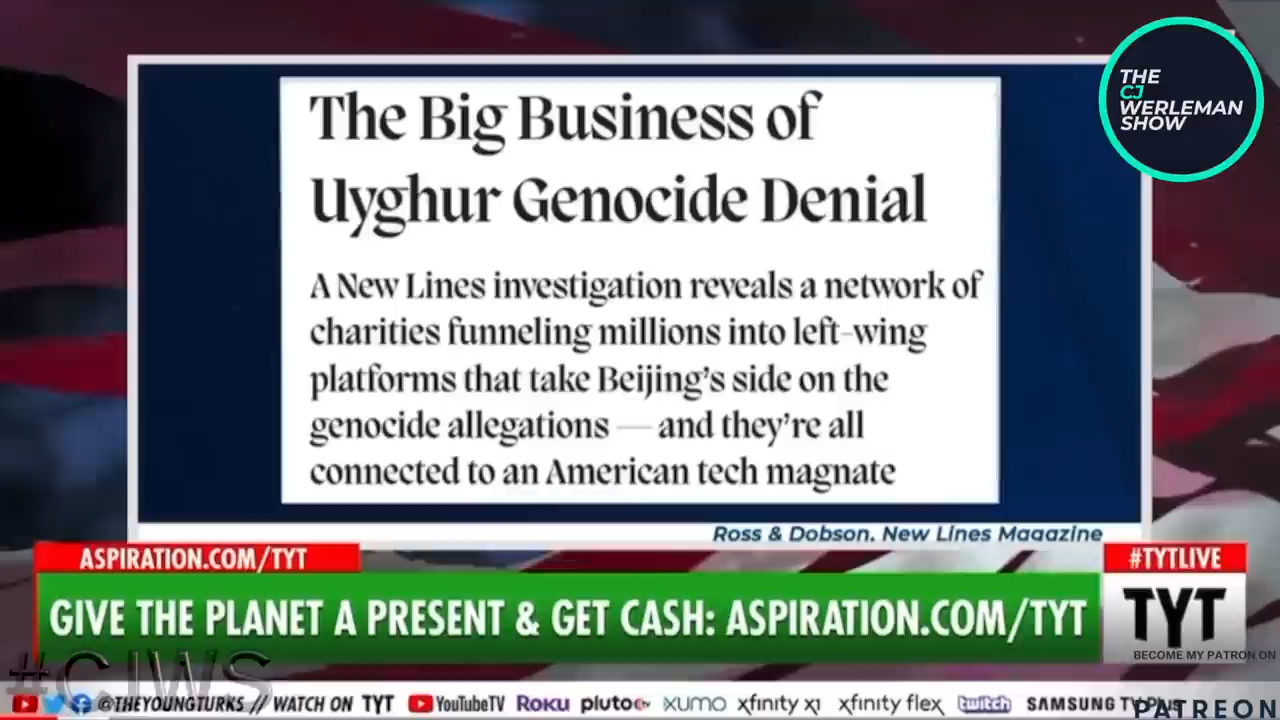 THE
CJ
WERLEMAN
SHOW
The Big Business of
Uyghur Genocide Denial
A New Lines investigation reveals a network of
charities funneling millions into left-wing
platforms that take Beijing's side on the
genocide allegations — and they're all
connected to an American tech magnate
Ross & Dobson, New Lines Magazine
ASPIRATION.COM/TYT
#TYTLIVE
GIVE THE PLANET A PRESENT & GET CASH: ASPIRATION.COM/TYT
TYT
BECOME MY PATRON ON
#CJWS
@THEYOUNGTURKS // WATCH ON TYT YouTubeTV Roku pluto tv XUMO xfinity x1 xfinity flex twitch SAMSUNG TV Plus
PATREON